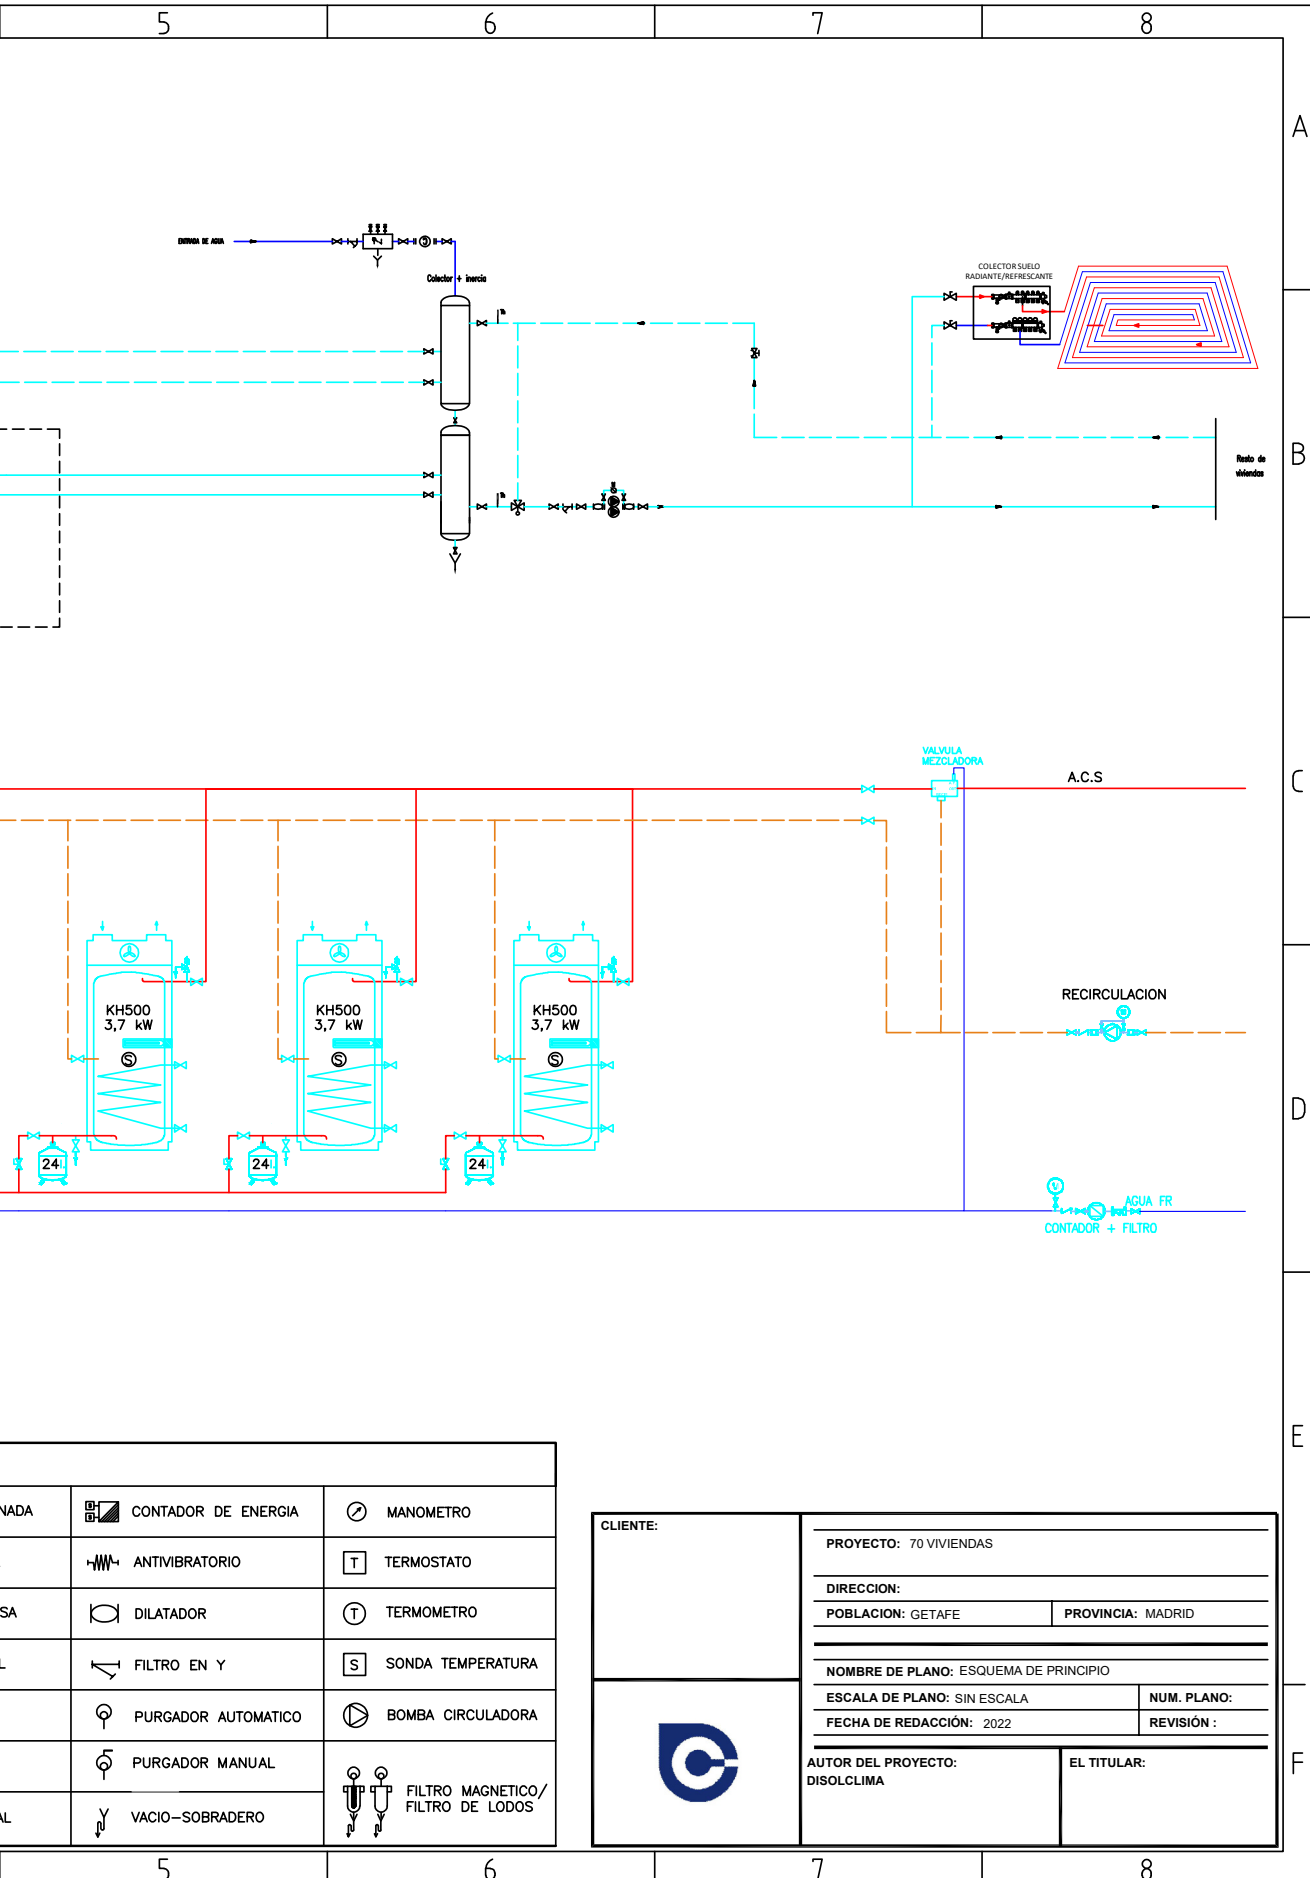 5
6
7
8
A
ENTRADA DE AGUA
Colector + inercia
COLECTOR SUELO
RADIANTE/REFRESCANTE
B
Resto de
viviendas
VALVULA
MEZCLADORA
A.C.S
C
KH500
3,7 kW
S
KH500
3,7 kW
S
KH500
3,7 kW
S
RECIRCULACION
D
24l.
24l.
24l.
AGUA FR
CONTADOR + FILTRO
E
NADA
CONTADOR DE ENERGIA
MANOMETRO
ANTIVIBRATORIO
T
TERMOSTATO
SA
DILATADOR
T
TERMOMETRO
L
FILTRO EN Y
S
SONDA TEMPERATURA
PURGADOR AUTOMATICO
BOMBA CIRCULADORA
PURGADOR MANUAL
FILTRO MAGNETICO/
FILTRO DE LODOS
AL
VACIO-SOBRADERO
CLIENTE:
PROYECTO: 70 VIVIENDAS
DIRECCION:
POBLACION: GETAFE
PROVINCIA: MADRID
NOMBRE DE PLANO: ESQUEMA DE PRINCIPIO
ESCALA DE PLANO: SIN ESCALA
NUM. PLANO:
FECHA DE REDACCIÓN: 2022
REVISIÓN :
AUTOR DEL PROYECTO:
DISOLCLIMA
EL TITULAR:
F
5
6
7
8